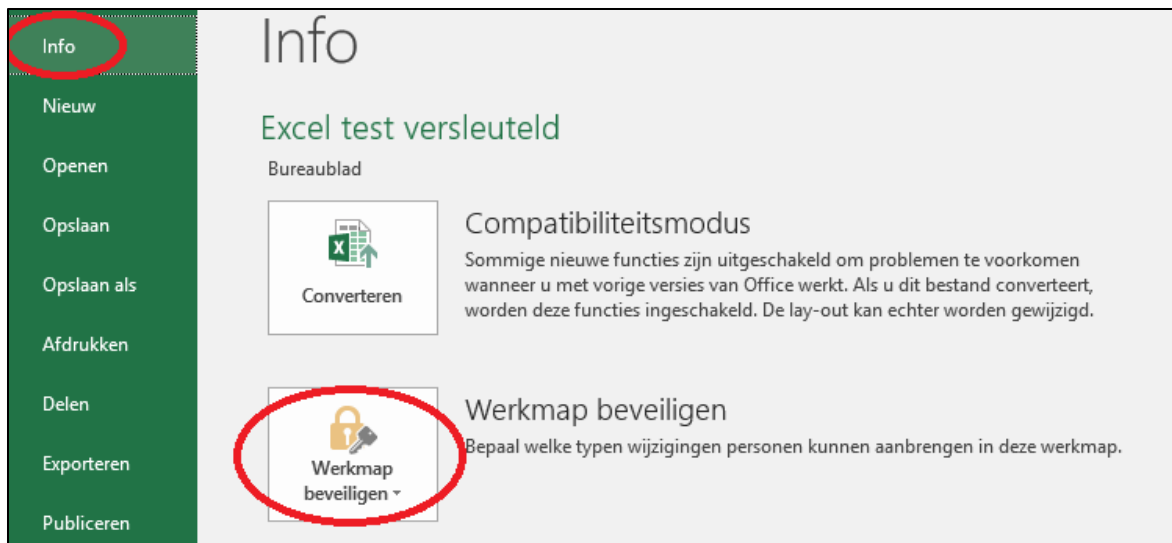 Info
Nieuw
Openen
Opslaan
Opslaan als
Afdrukken
Delen
Exporteren
Publiceren
Info
Excel test versleuteld
Bureaublad
Converteren
Compatibiliteitsmodus
Sommige nieuwe functies zijn uitgeschakeld om problemen te voorkomen
wanneer u met vorige versies van Office werkt. Als u dit bestand converteert,
worden deze functies ingeschakeld. De lay-out kan echter worden gewijzigd.
Werkmap
beveiligen
Werkmap beveiligen
Bepaal welke typen wijzigingen personen kunnen aanbrengen in deze werkmap.